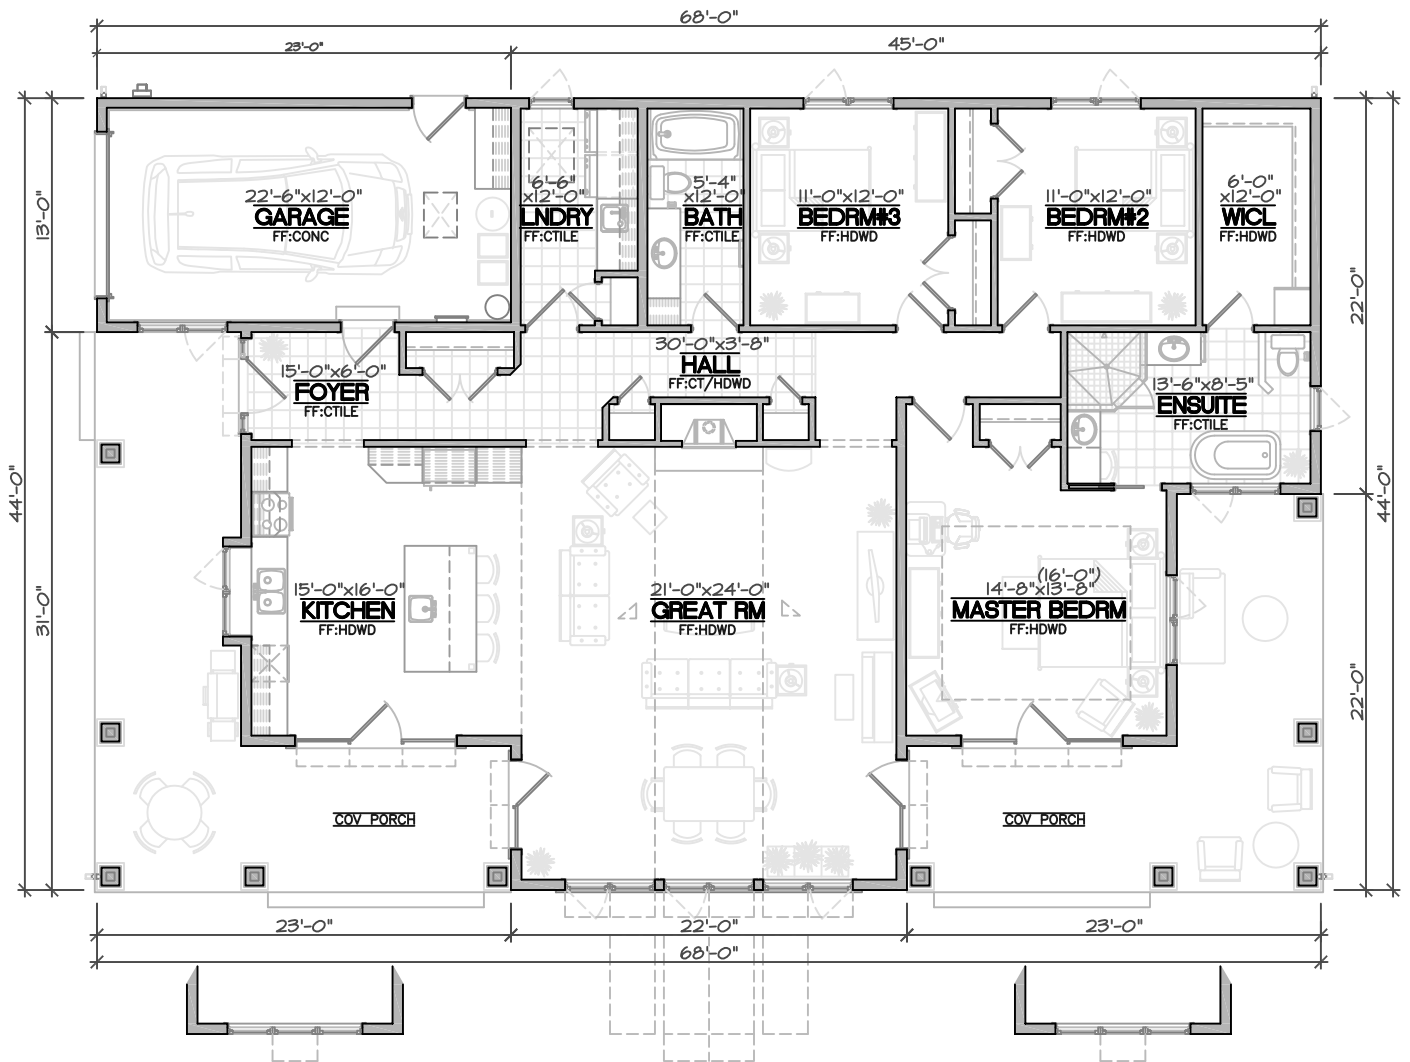 68'-0"
23'-0"
45'-0"
22'-6"x12'-0"
GARAGE
FF:CONC
6'-6"
x12'-0"
LNDRY
FF:CTILE
5'-4"
x12'-0"
BATH
FF:CTILE
11'-0"x12'-0"
BEDRM#3
FF:HDWD
11'-0"x12'-0"
BEDRM#2
FF:HDWD
6'-0"
x12'-0"
WICL
FF:HDWD
13'-0"
22'-0"
15'-0"x6'-0"
FOYER
FF:CTILE
30'-0"x3'-8"
HALL
FF:CT/HDWD
13'-6"x8'-5"
ENSUITE
FF:CTILE
44'-0"
44'-0"
31'-0"
15'-0"x16'-0"
KITCHEN
FF:HDWD
21'-0"x24'-0"
GREAT RM
FF:HDWD
(16'-0")
14'-8"x13'-8"
MASTER BEDRM
FF:HDWD
22'-0"
COV PORCH
COV PORCH
23'-0"
22'-0"
23'-0"
68'-0"